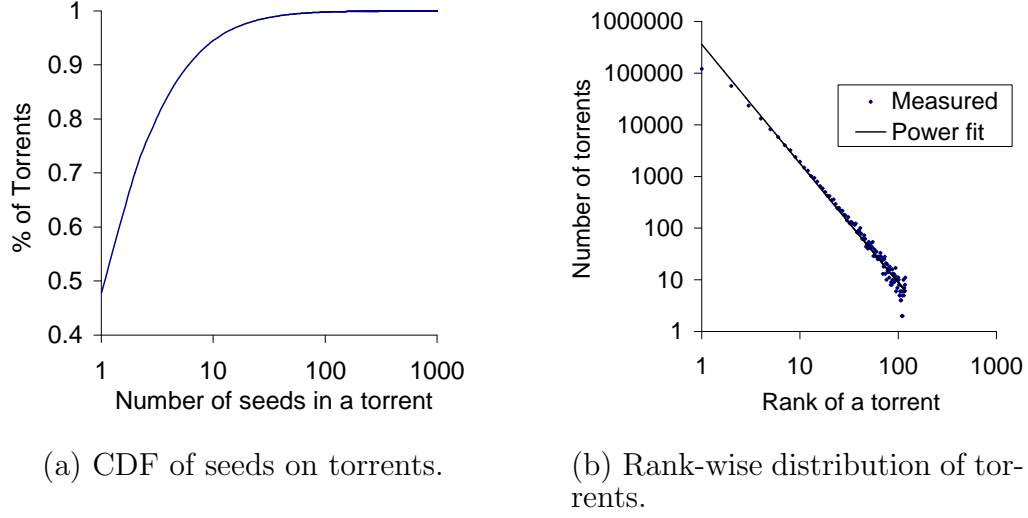 1
0.9
0.8
0.7
0.6
0.5
0.4
% of Torrents
1 10 100 1000
Number of seeds in a torrent
(a) CDF of seeds on torrents.
1000000
100000
10000
1000
100
10
1
Number of torrents
Measured
Power fit
1 10 100 1000
Rank of a torrent
(b) Rank-wise distribution of tor-
rents.